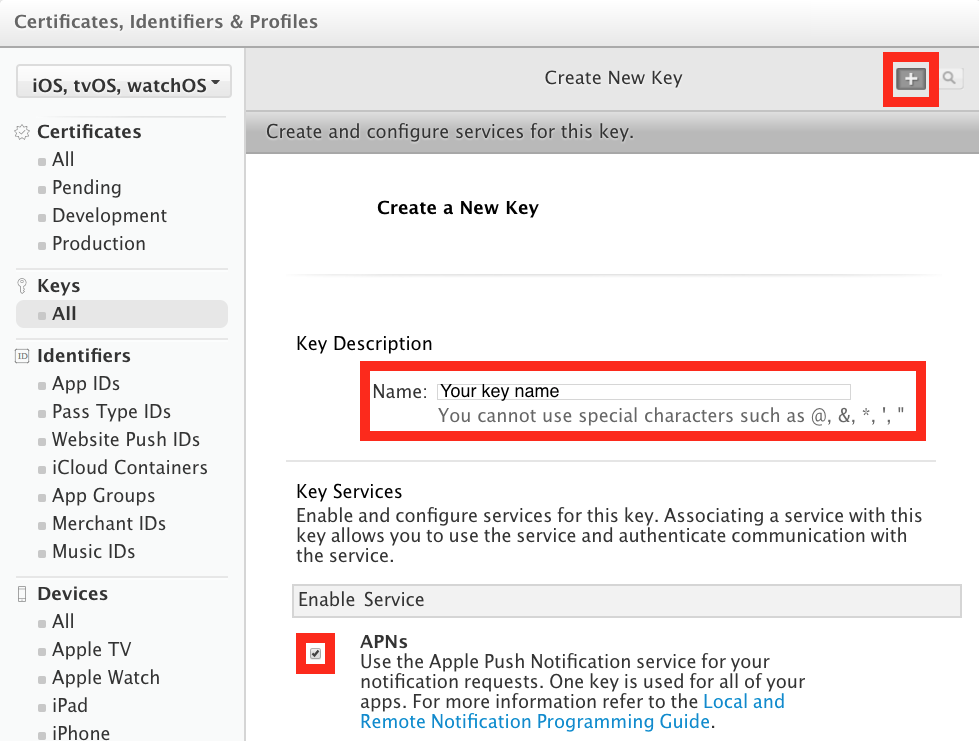 Certificates, Identifiers & Profiles
iOS, tvOS, watchOS
Certificates
All
Pending
Development
Production
Keys
All
ID Identifiers
App IDs
Pass Type IDs
Website Push IDs
iCloud Containers
App Groups
Merchant IDs
Music IDs
Devices
All
Apple TV
Apple Watch
iPad
iPhone
Create New Key
+
Create and configure services for this key.
Create a New Key
Key Description
Name: Your key name
You cannot use special characters such as @, &, *, ', "
Key Services
Enable and configure services for this key. Associating a service with this
key allows you to use the service and authenticate communication with
the service.
Enable Service
APNs
Use the Apple Push Notification service for your
notification requests. One key is used for all of your
apps. For more information refer to the Local and
Remote Notification Programming Guide.